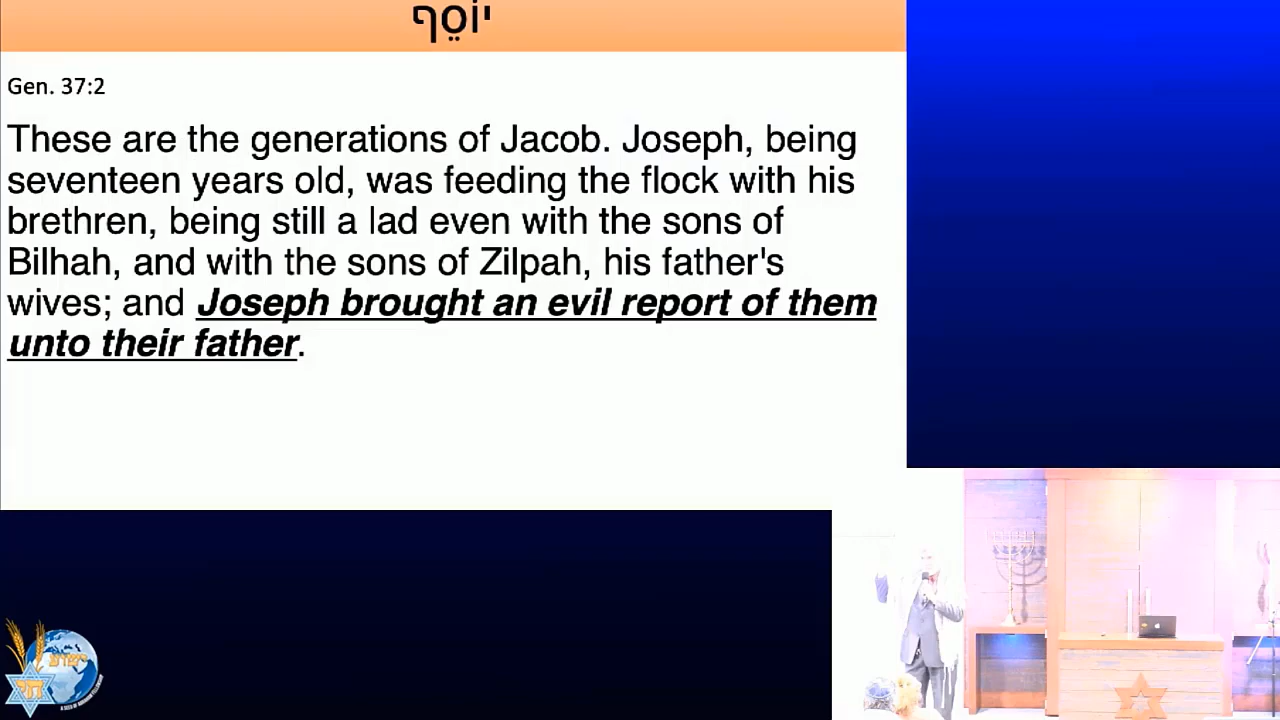 יוֹסֵף
Gen. 37:2
These are the generations of Jacob. Joseph, being
seventeen years old, was feeding the flock with his
brethren, being still a lad even with the sons of
Bilhah, and with the sons of Zilpah, his father's
wives; and Joseph brought an evil report of them
unto their father.